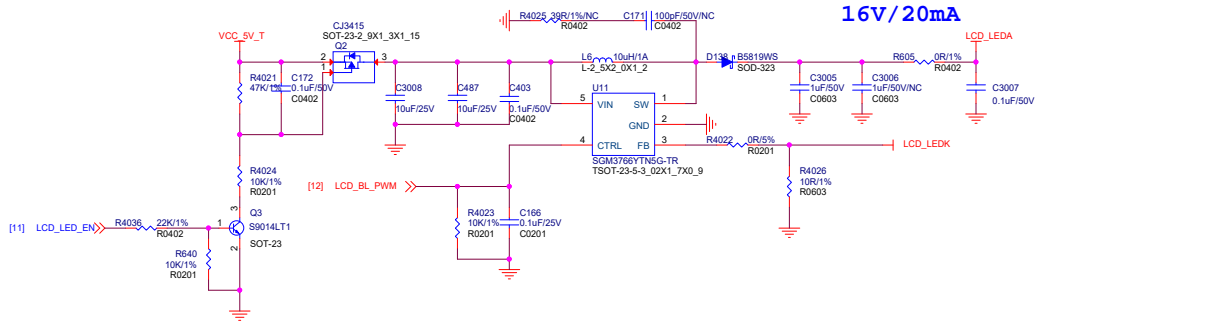 16V/20mA
R4025 39R/1%/NC
R0402
C171 100pF/50V/NC
C0402
VCC_5V_T
CJ3415
SOT-23-2_9X1_3X1_15
Q2
2
3
1
R4021
47K/1%
C172
0.1uF/50V
C0402
C3008
10uF/25V
C487
10uF/25V
C403
0.1uF/50V
C0402
L6 10uH/1A
L-2_5X2_0X1_2
D138 B5819WS
SOD-323
R605 0R/1%
R0402
LCD_LEDA
C3005
1uF/50V
C0603
C3006
1uF/50V/NC
C0603
C3007
0.1uF/50V
U11
5 VIN SW 1
GND 2
4 CTRL FB 3
SGM3766YTN5G-TR
TSOT-23-5-3_02X1_7X0_9
R4022 0R/5%
R0201
LCD_LEDK
R4026
10R/1%
R0603
R4024
10K/1%
R0201
[12] LCD_BL_PWM
R4023
10K/1%
R0201
C166
0.1uF/25V
C0201
[11] LCD_LED_EN
R4036 22K/1%
R0402
3
1
2
Q3
S9014LT1
SOT-23
R640
10K/1%
R0201